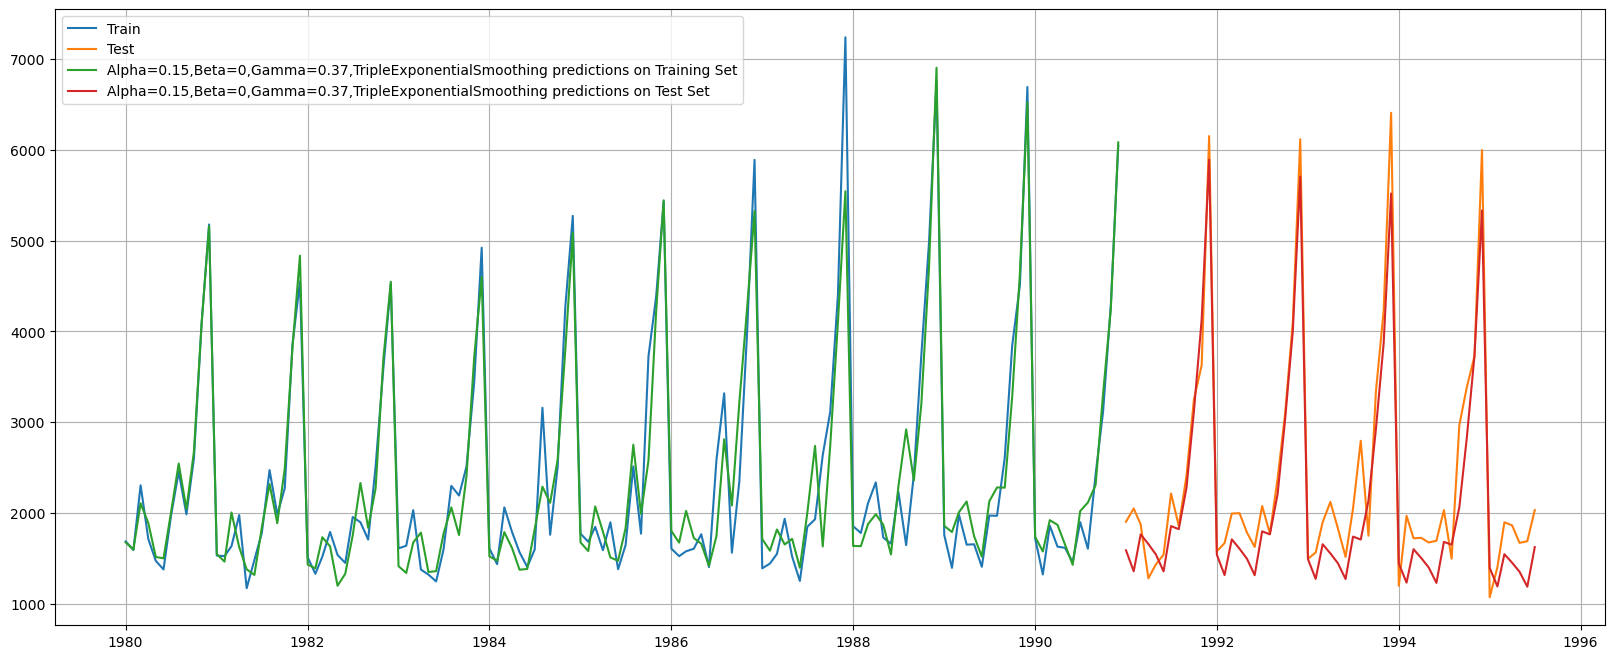 Train
Test
Alpha=0.15,Beta=0,Gamma=0.37,TripleExponentialSmoothing predictions on Training Set
Alpha=0.15,Beta=0,Gamma=0.37,TripleExponentialSmoothing predictions on Test Set
7000
6000
5000
4000
3000
2000
1000
1980 1982 1984 1986 1988 1990 1992 1994 1996